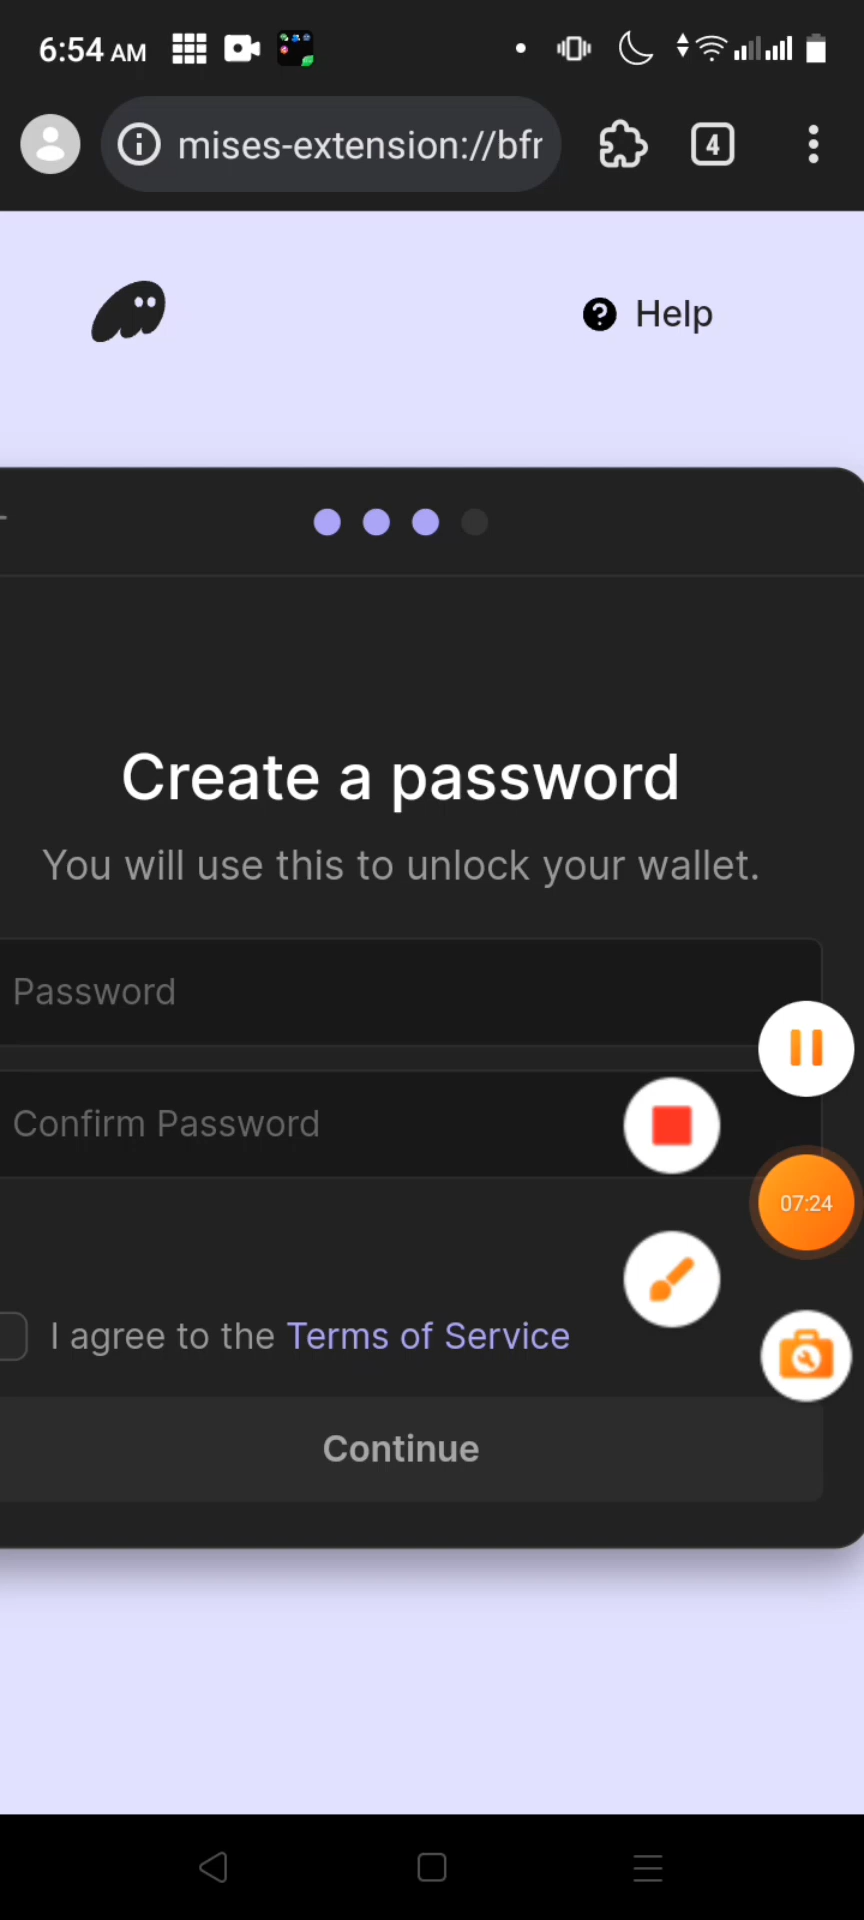 6:54 AM
mises-extension://bfr
4
Help
Create a password
You will use this to unlock your wallet.
Password
Confirm Password
07:24
I agree to the Terms of Service
Continue